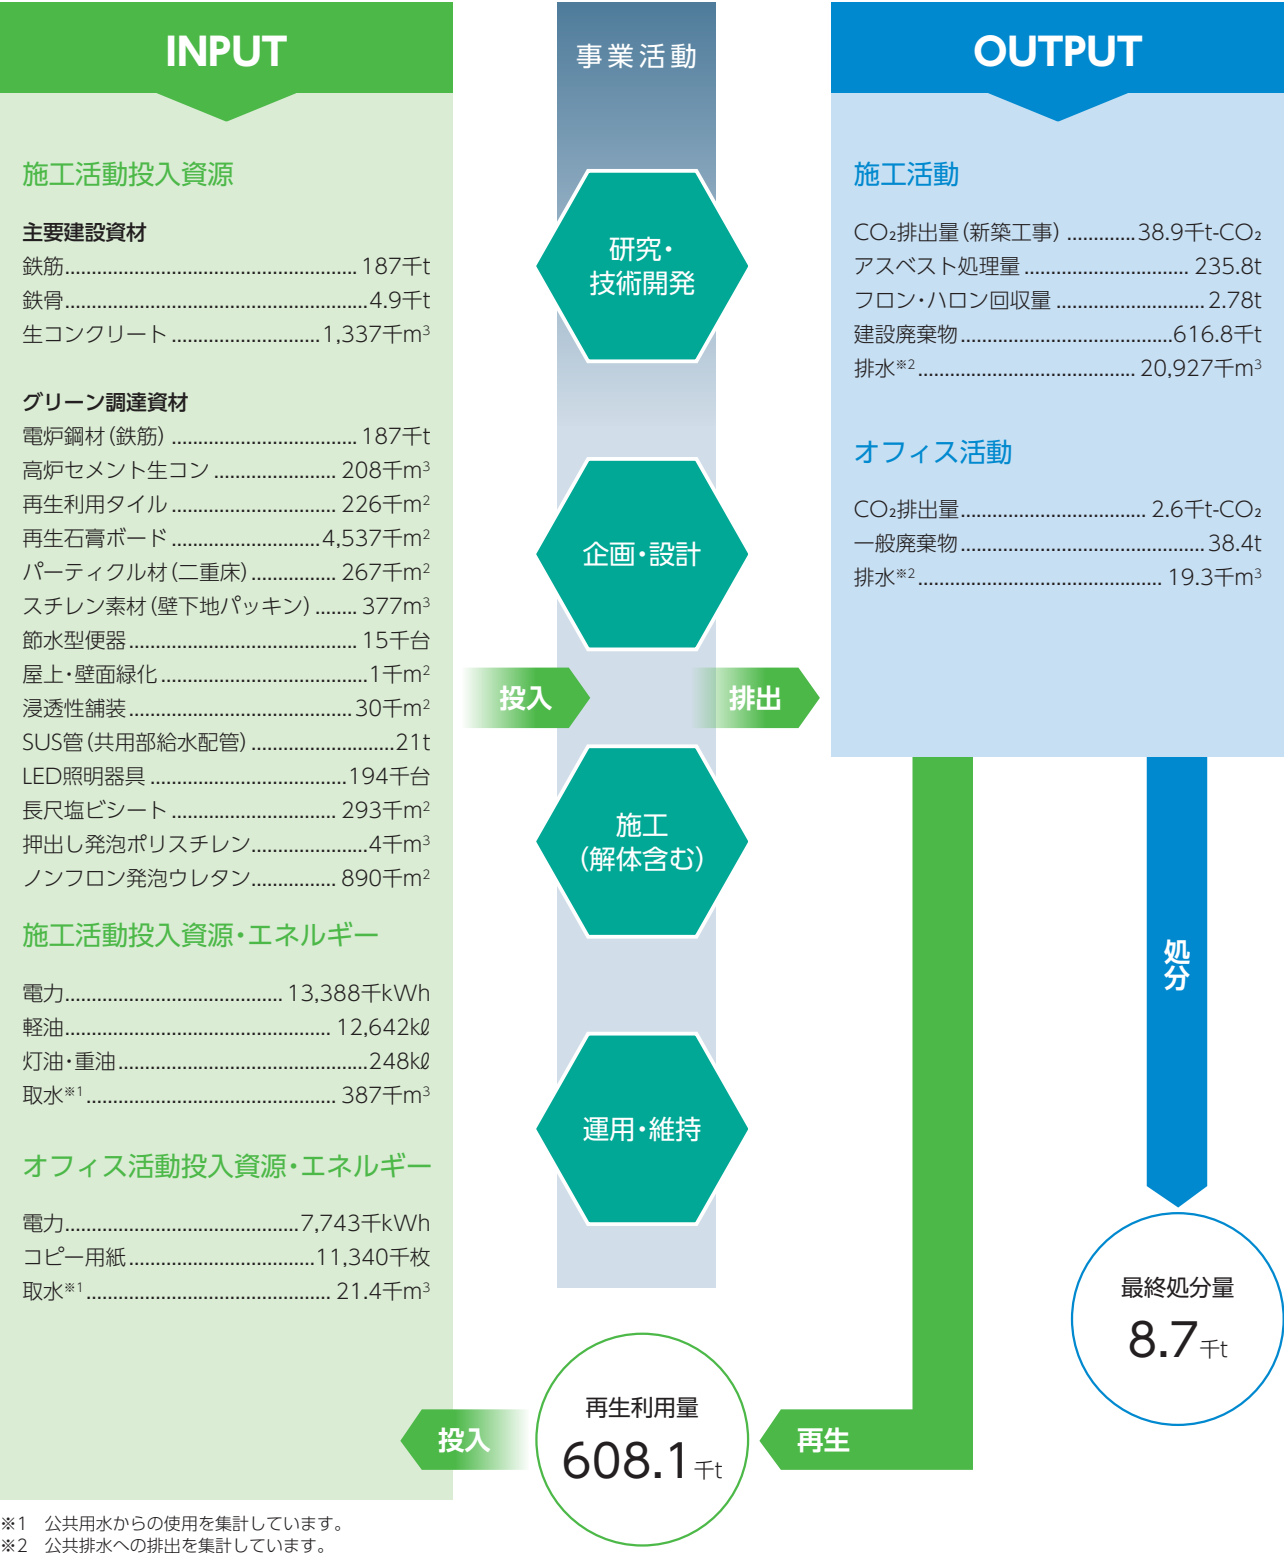 INPUT
施工活動投入資源
主要建設資材
鉄筋........................................................ 187千t
鉄骨.........................................................4.9千t
生コンクリート ............................1,337千m³
グリーン調達資材
電炉鋼材(鉄筋) ................................... 187千t
高炉セメント生コン ....................... 208千m³
再生利用タイル ............................... 226千m²
再生石膏ボード ............................4,537千m²
パーティクル材(二重床)................ 267千m²
スチレン素材(壁下地パッキン) ........ 377m³
節水型便器........................................... 15千台
屋上・壁面緑化.......................................1千m²
浸透性舗装..........................................30千m²
SUS管(共用部給水配管) ...........................21t
LED照明器具 .....................................194千台
長尺塩ビシート ............................... 293千m²
押出し発泡ポリスチレン......................4千m³
ノンフロン発泡ウレタン................ 890千m²
施工活動投入資源・エネルギー
電力......................................... 13,388千kWh
軽油.................................................. 12,642kℓ
灯油・重油...............................................248kℓ
取水※1 ............................................... 387千m³
オフィス活動投入資源・エネルギー
電力............................................7,743千kWh
コピー用紙...................................11,340千枚
取水※1 .............................................. 21.4千m³
事業活動
研究・
技術開発
企画・設計
投入
排出
施工
(解体含む)
運用・維持
OUTPUT
施工活動
CO₂排出量(新築工事) .............38.9千t-CO₂
アスベスト処理量 ............................... 235.8t
フロン・ハロン回収量 ............................ 2.78t
建設廃棄物........................................616.8千t
排水※2 ......................................... 20,927千m³
オフィス活動
CO₂排出量................................... 2.6千t-CO₂
一般廃棄物.............................................. 38.4t
排水※2 .............................................. 19.3千m³
処分
最終処分量
8.7千t
再生
再生利用量
608.1千t
投入
※1 公共用水からの使用を集計しています。
※2 公共排水への排出を集計しています。